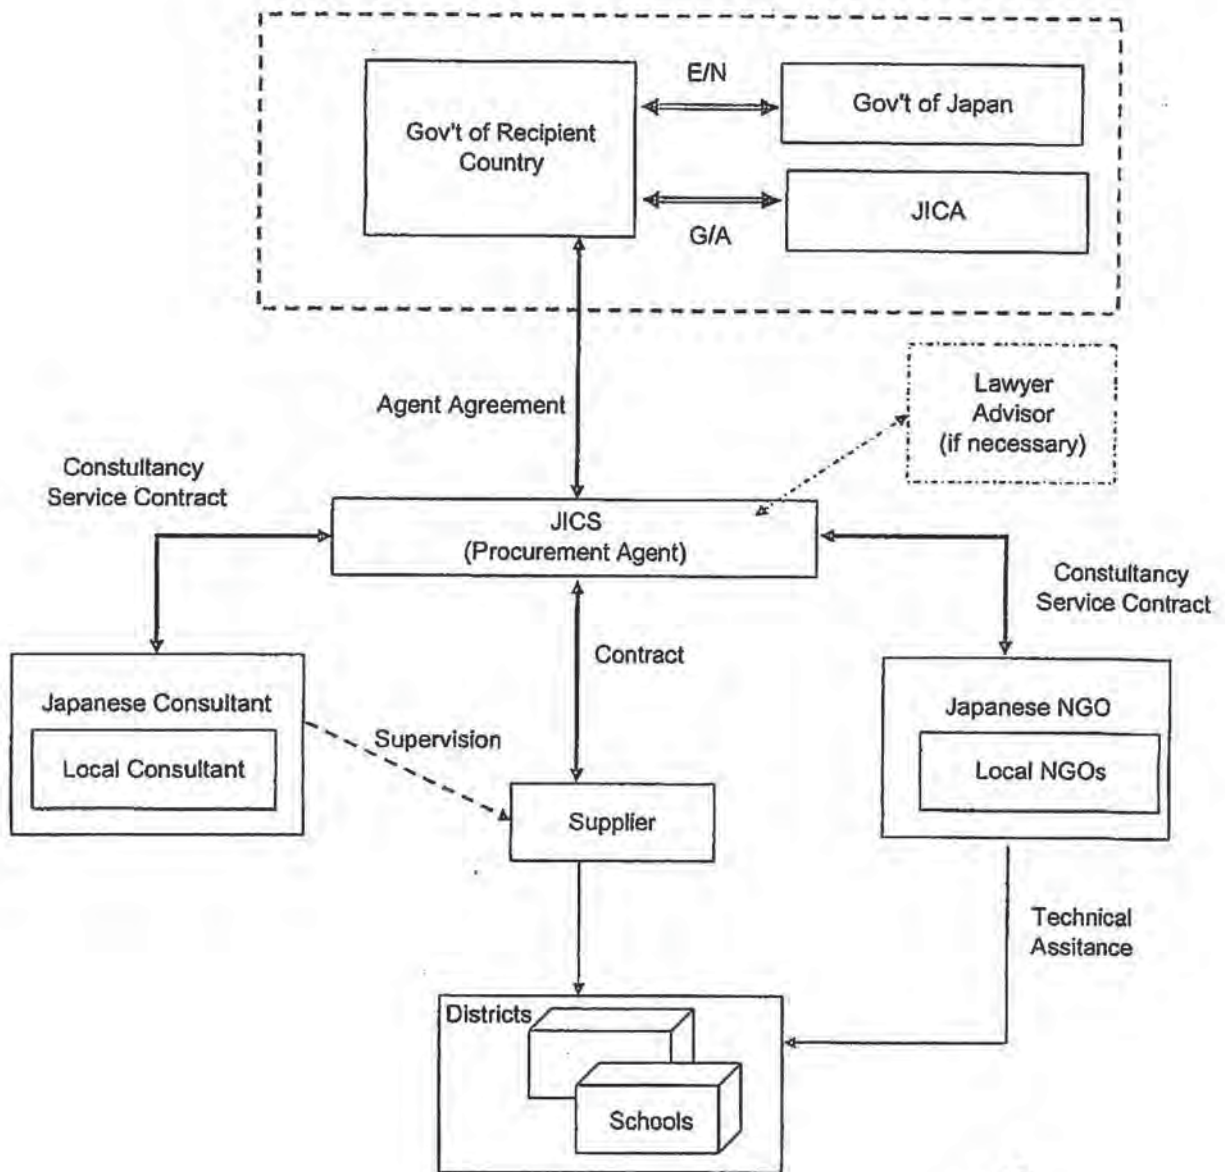 E/N
Gov't of Recipient
Country
Gov't of Japan
JICA
G/A
Agent Agreement
Lawyer
Advisor
(if necessary)
Constultancy
Service Contract
JICS
(Procurement Agent)
Constultancy
Service Contract
Contract
Japanese Consultant
Local Consultant
Supervision
Supplier
Japanese NGO
Local NGOs
Technical
Assitance
Districts
Schools